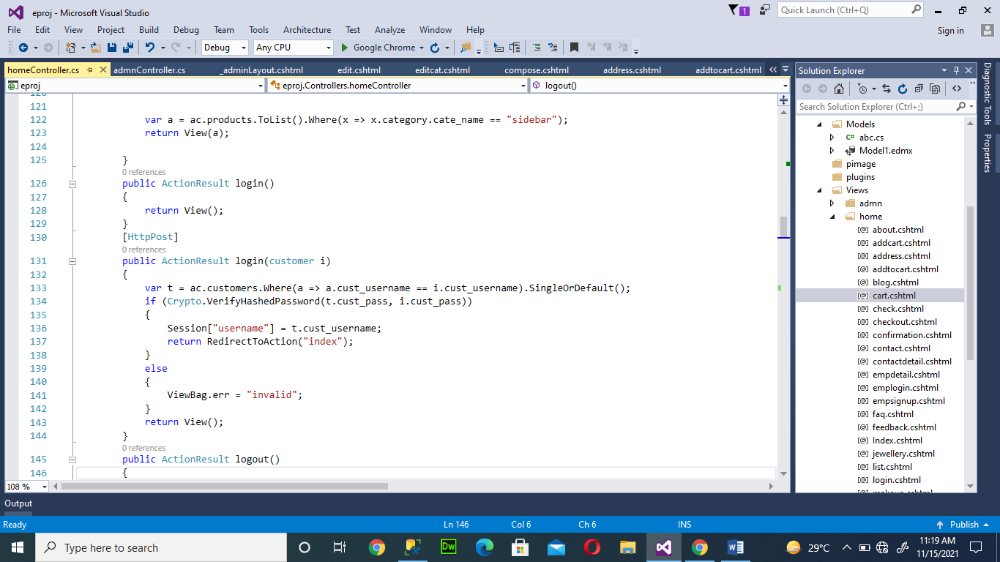 eproj - Microsoft Visual Studio
1
Quick Launch (Ctrl+Q)
File Edit View Project Build Debug Team Tools Architecture Test Analyze Window Help
Sign in
Debug Any CPU Google Chrome
homeController.cs admnController.cs _adminLayout.cshtml edit.cshtml editcat.cshtml compose.cshtml address.cshtml addtocart.cshtml
eproj eproj.Controllers.homeController logout()
120
121
122 var a = ac.products.ToList().Where(x => x.category.cate_name == "sidebar");
123 return View(a);
124
125 }
0 references
126 public ActionResult login()
127 {
128 return View();
129 }
130 [HttpPost]
0 references
131 public ActionResult login(customer i)
132 {
133 var t = ac.customers.Where(a => a.cust_username == i.cust_username).SingleOrDefault();
134 if (Crypto.VerifyHashedPassword(t.cust_pass, i.cust_pass))
135 {
136 Session["username"] = t.cust_username;
137 return RedirectToAction("index");
138 }
139 else
140 {
141 ViewBag.err = "invalid";
142 }
143 return View();
144 }
0 references
145 public ActionResult logout()
146 {
108 %
Solution Explorer
Search Solution Explorer (Ctrl+;)
Models
C# abc.cs
Model1.edmx
pimage
plugins
Views
admn
home
about.cshtml
addcart.cshtml
address.cshtml
addtocart.cshtml
blog.cshtml
cart.cshtml
check.cshtml
checkout.cshtml
confirmation.cshtml
contact.cshtml
contactdetail.cshtml
empdetail.cshtml
emplogin.cshtml
empsignup.cshtml
faq.cshtml
feedback.cshtml
Index.cshtml
jewellery.cshtml
list.cshtml
login.cshtml
Diagnostic Tools
Properties
Output
Ready Ln 146 Col 6 Ch 6 INS Publish
Type here to search
Dw
29°C
11:19 AM
11/15/2021